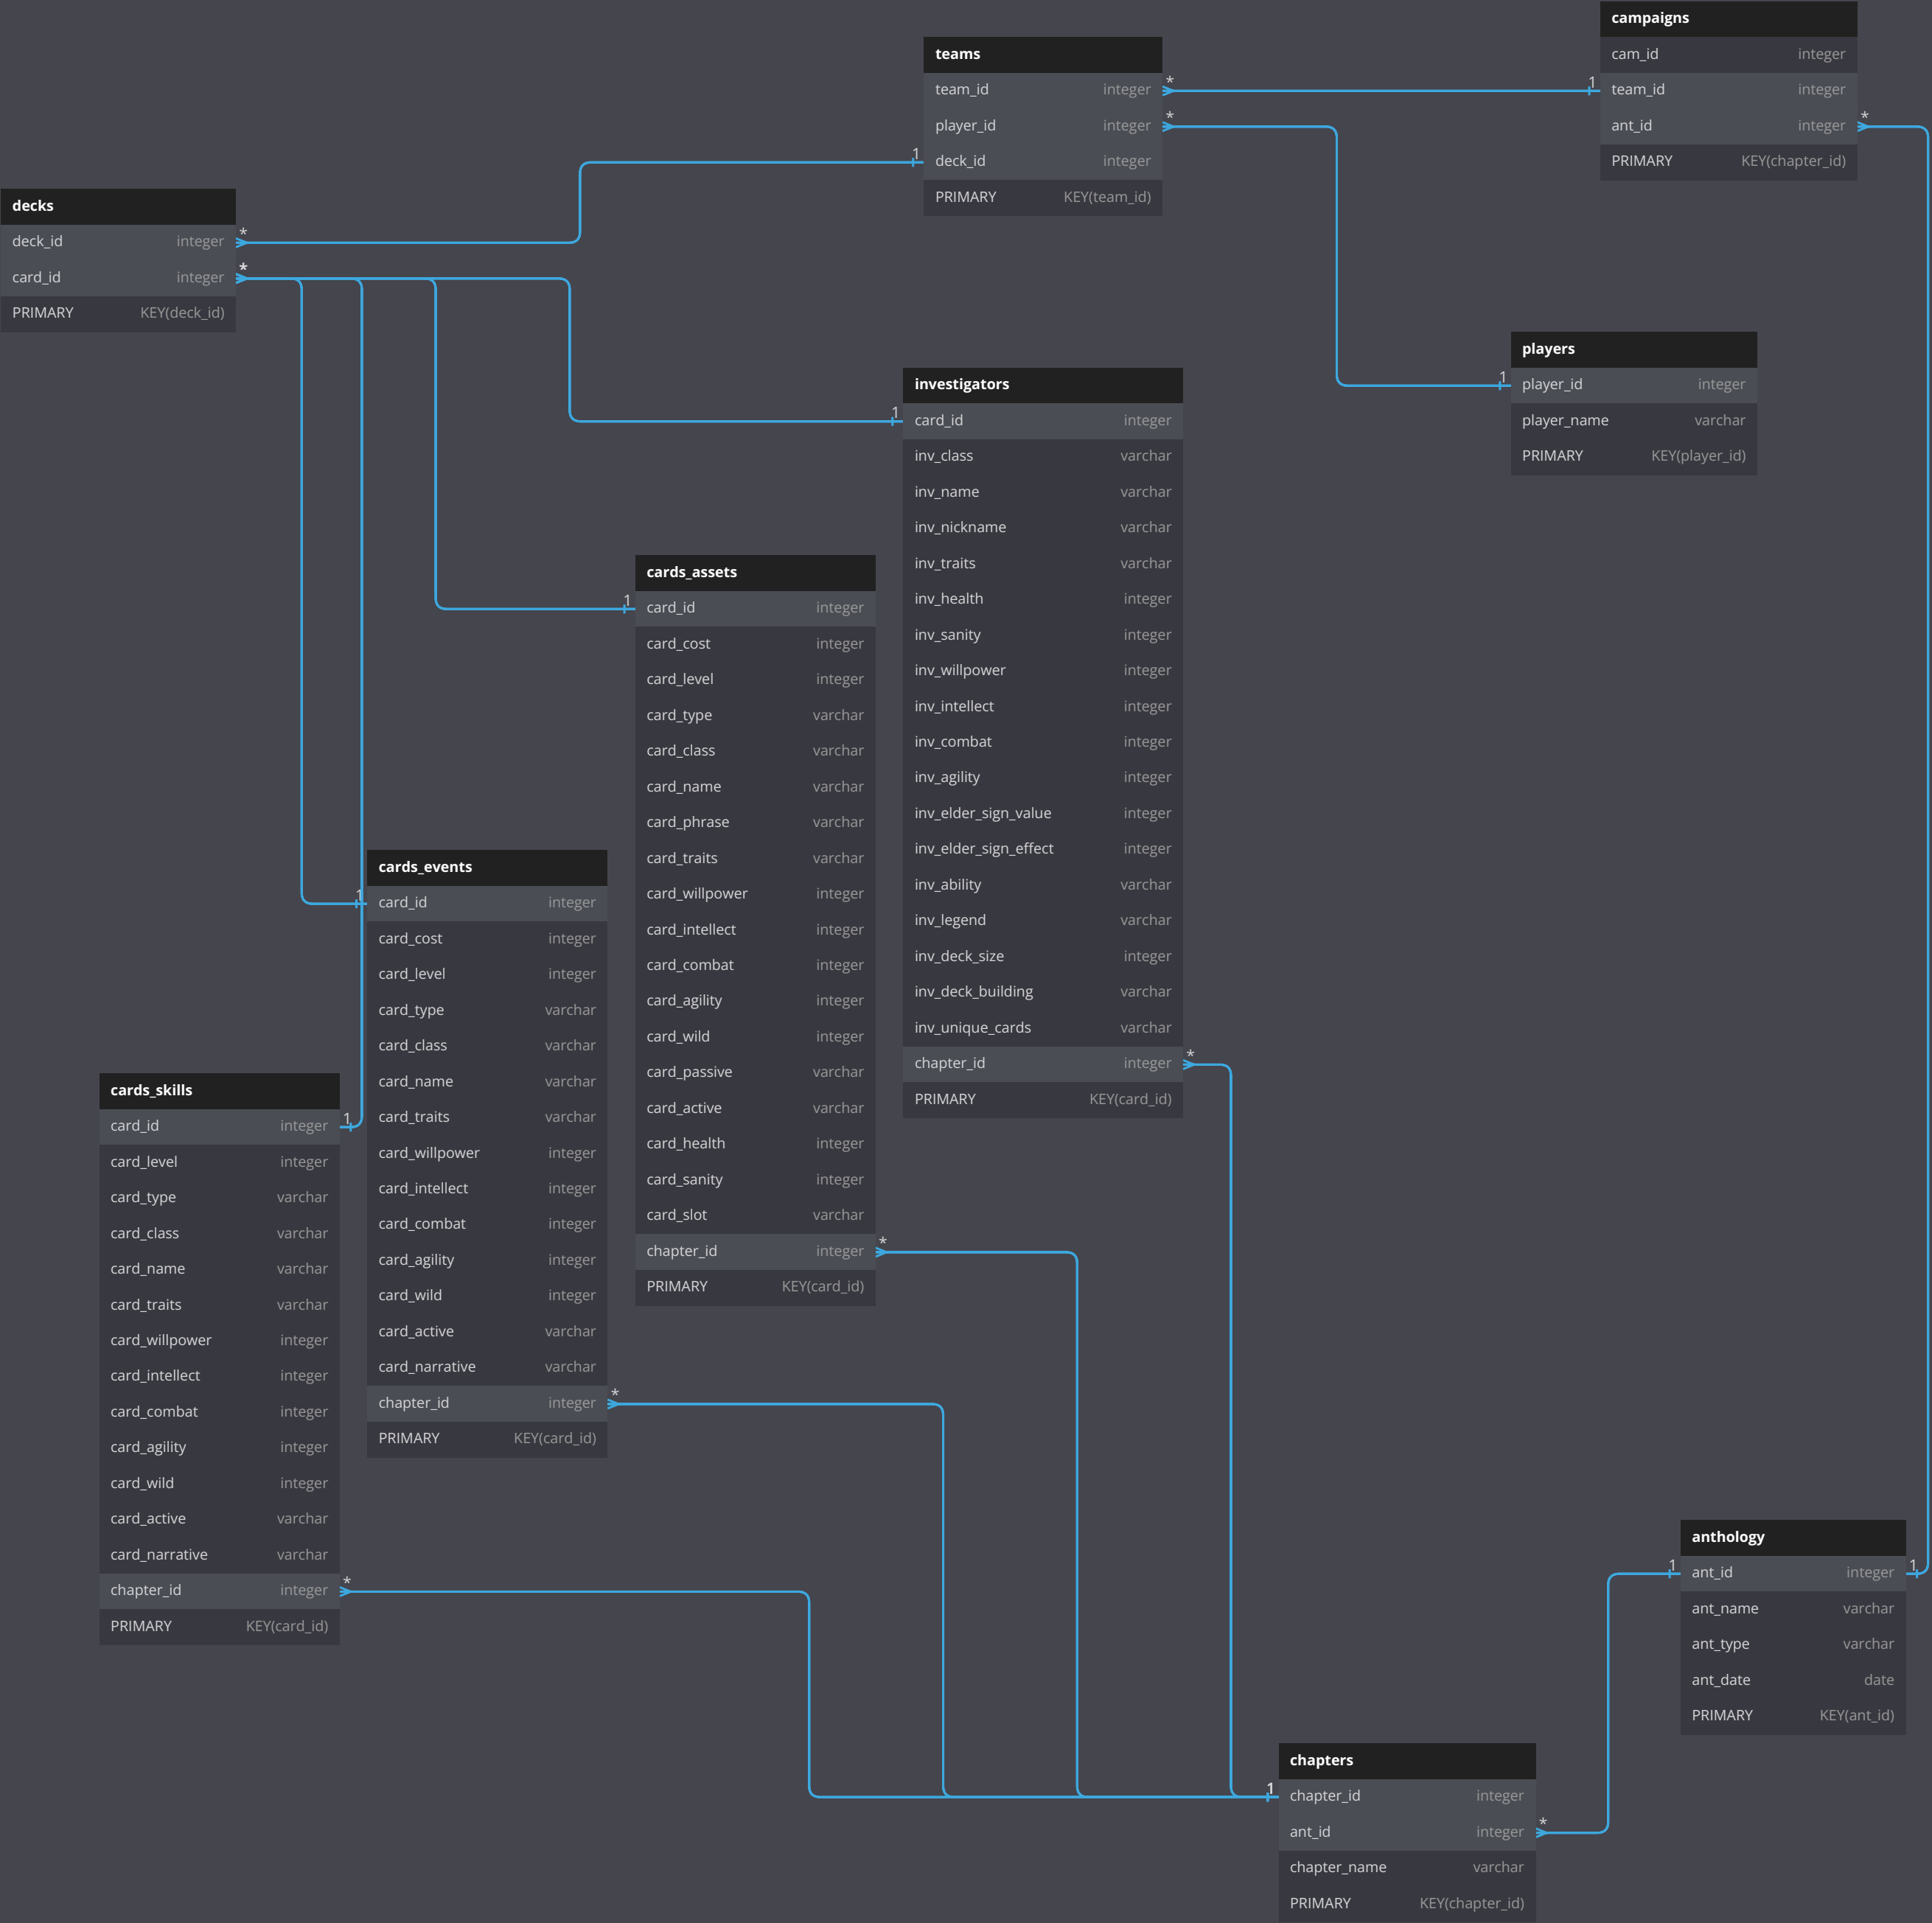 campaigns
cam_id integer
1 team_id integer
ant_id integer *
PRIMARY KEY(chapter_id)
teams
team_id integer *
player_id integer *
1 deck_id integer
PRIMARY KEY(team_id)
decks
deck_id integer *
card_id integer *
PRIMARY KEY(deck_id)
players
1 player_id integer
player_name varchar
PRIMARY KEY(player_id)
investigators
1 card_id integer
inv_class varchar
inv_name varchar
inv_nickname varchar
inv_traits varchar
inv_health integer
inv_sanity integer
inv_willpower integer
inv_intellect integer
inv_combat integer
inv_agility integer
inv_elder_sign_value integer
inv_elder_sign_effect integer
inv_ability varchar
inv_legend varchar
inv_deck_size integer
inv_deck_building varchar
inv_unique_cards varchar
chapter_id integer *
PRIMARY KEY(card_id)
cards_assets
1 card_id integer
card_cost integer
card_level integer
card_type varchar
card_class varchar
card_name varchar
card_phrase varchar
card_traits varchar
card_willpower integer
card_intellect integer
card_combat integer
card_agility integer
card_wild integer
card_passive varchar
card_active varchar
card_health integer
card_sanity integer
card_slot varchar
chapter_id integer *
PRIMARY KEY(card_id)
cards_events
1 card_id integer
card_cost integer
card_level integer
card_type varchar
card_class varchar
card_name varchar
card_traits varchar
card_willpower integer
card_intellect integer
card_combat integer
card_agility integer
card_wild integer
card_active varchar
card_narrative varchar
chapter_id integer *
PRIMARY KEY(card_id)
cards_skills
card_id integer 1
card_level integer
card_type varchar
card_class varchar
card_name varchar
card_traits varchar
card_willpower integer
card_intellect integer
card_combat integer
card_agility integer
card_wild integer
card_active varchar
card_narrative varchar
chapter_id integer *
PRIMARY KEY(card_id)
anthology
1 ant_id integer 1
ant_name varchar
ant_type varchar
ant_date date
PRIMARY KEY(ant_id)
chapters
1 chapter_id integer
ant_id integer *
chapter_name varchar
PRIMARY KEY(chapter_id)